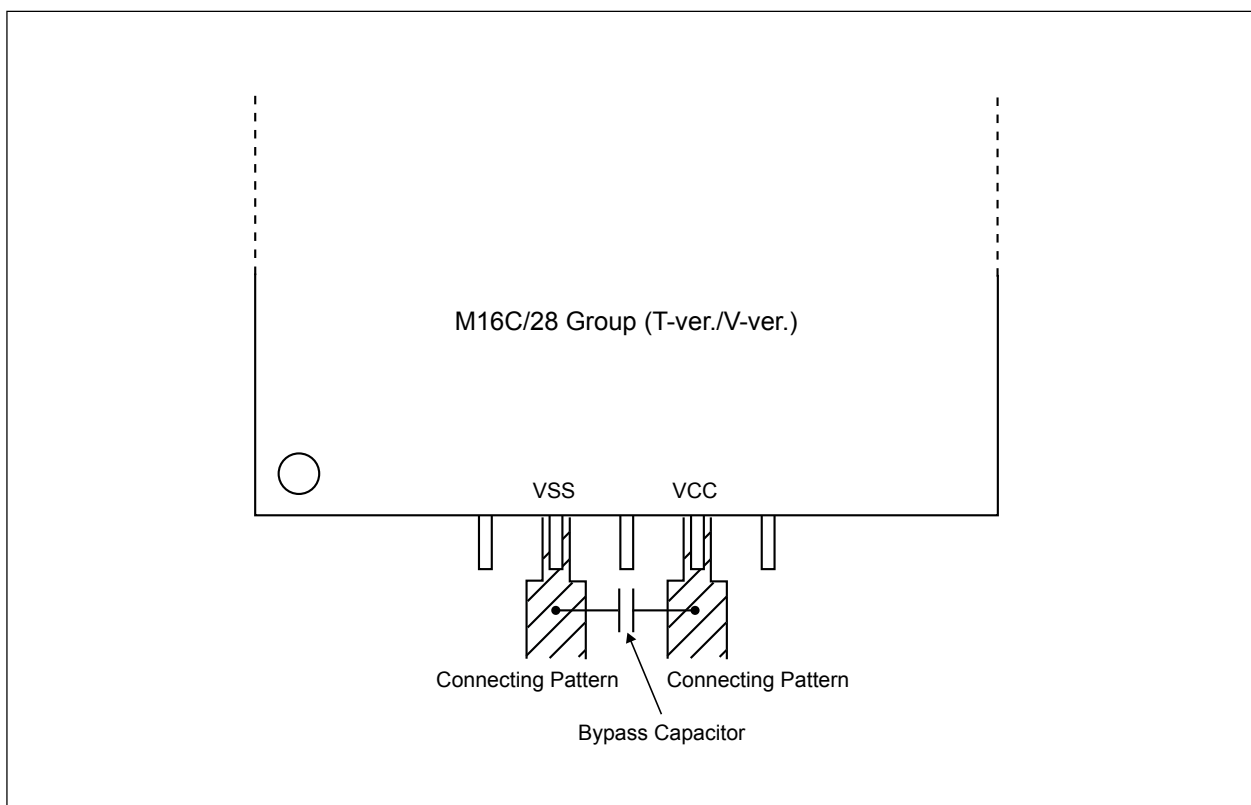 M16C/28 Group (T-ver./V-ver.)
VSS VCC
Connecting Pattern Connecting Pattern
Bypass Capacitor